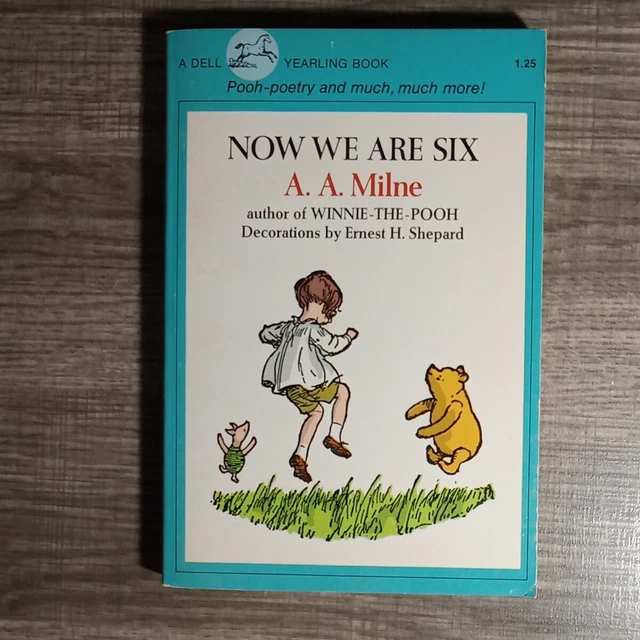 A DELL YEARLING BOOK 1.25
Pooh-poetry and much, much more!
NOW WE ARE SIX
A. A. Milne
author of WINNIE-THE-POOH
Decorations by Ernest H. Shepard